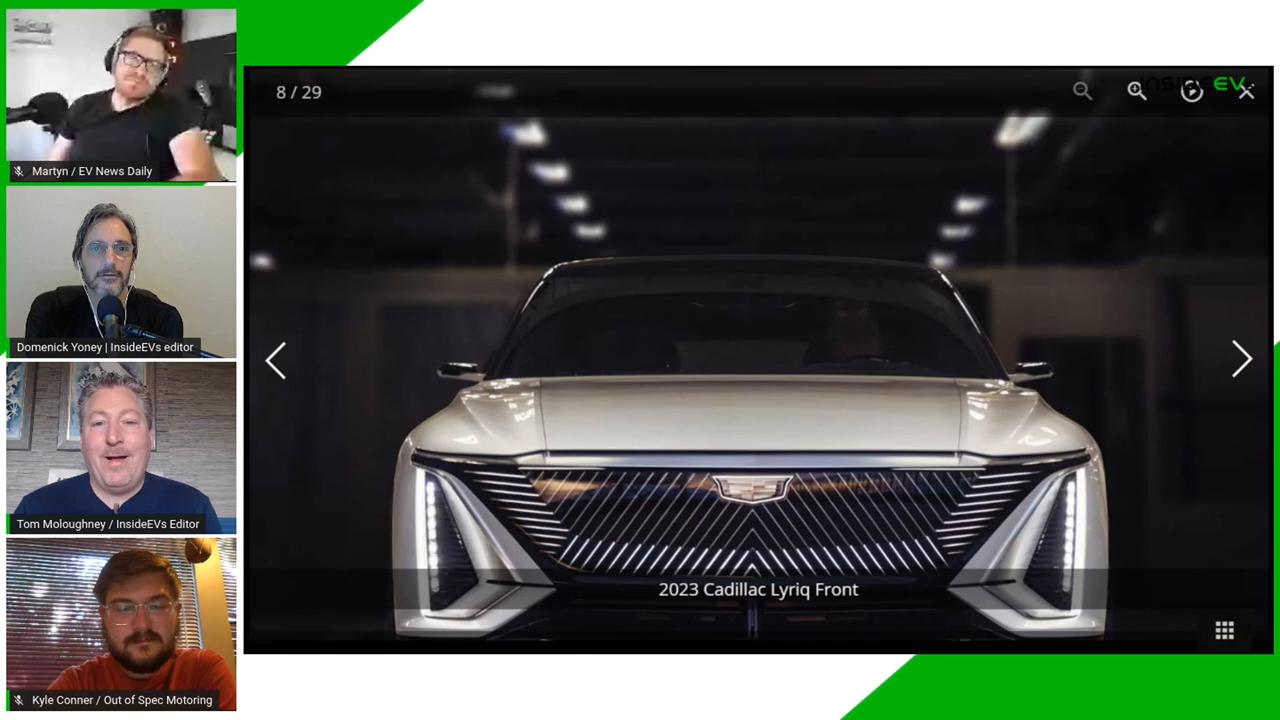 Martyn / EV News Daily
Domenick Yoney | InsideEVs editor
Tom Moloughney / InsideEVs Editor
Kyle Conner / Out of Spec Motoring
8 / 29
INSIDEEVs
2023 Cadillac Lyriq Front